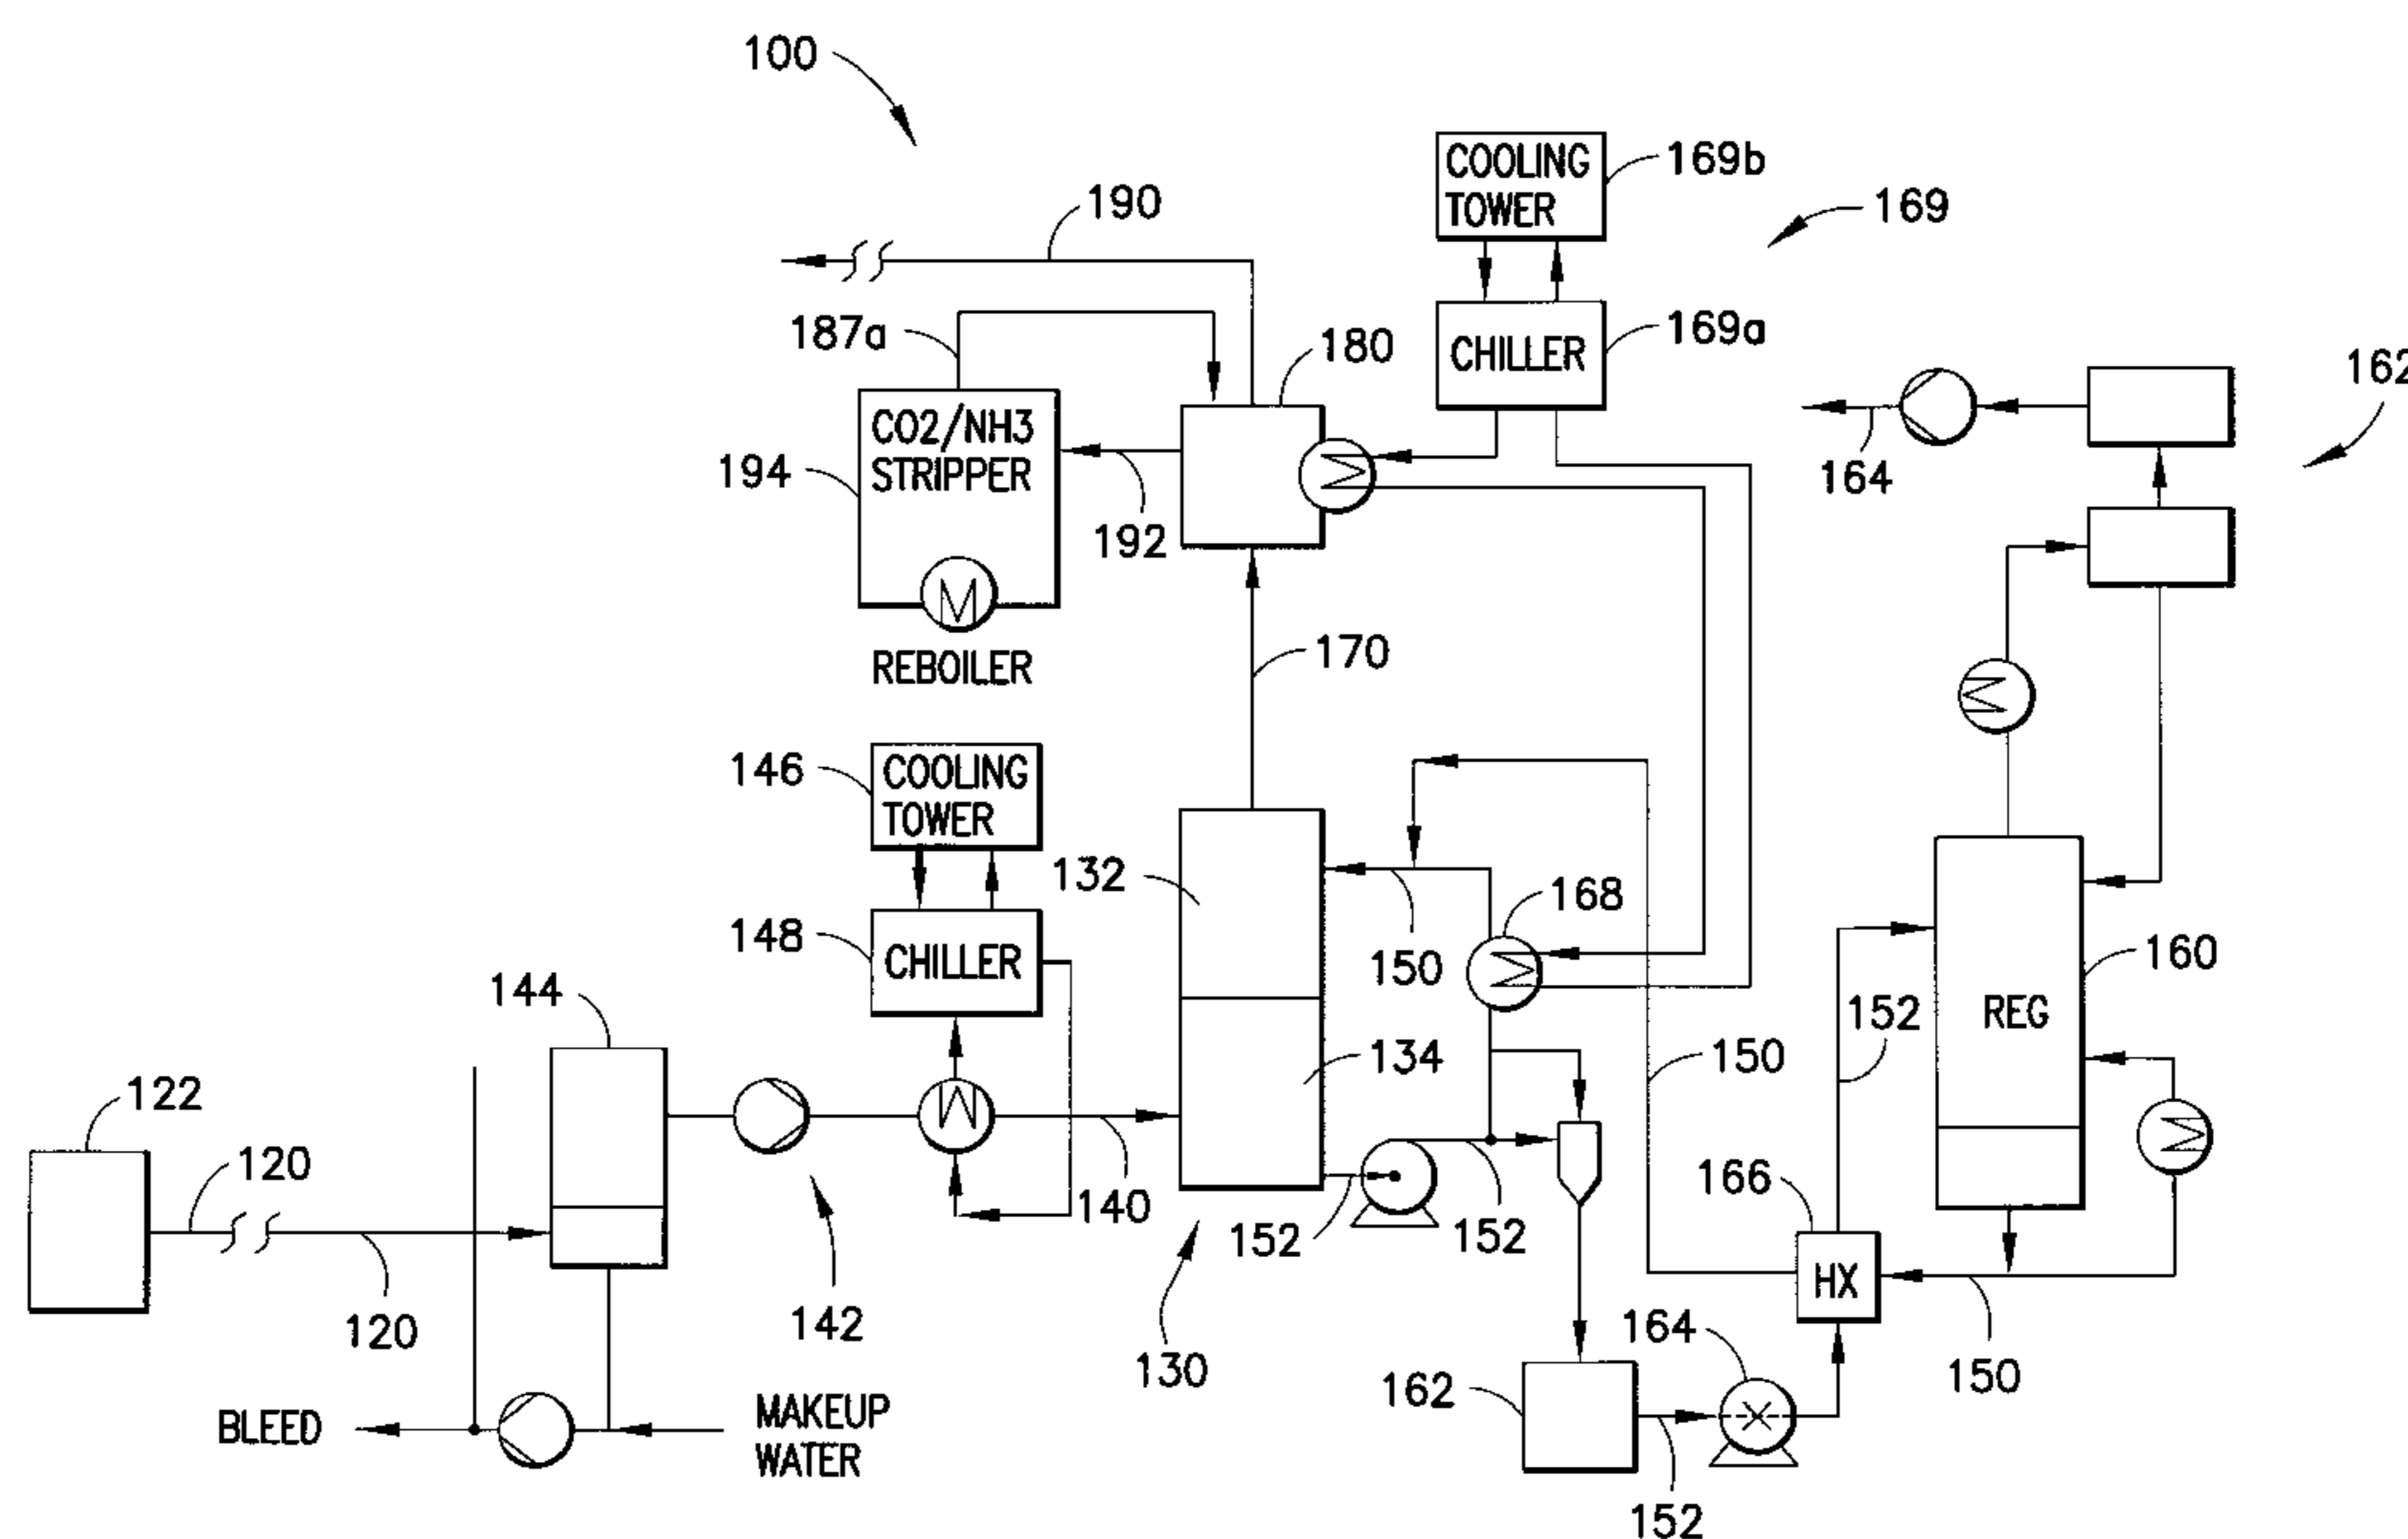 100
COOLING
TOWER
169b
169
190
187a
180
CHILLER
169a
162
CO2/NH3
STRIPPER
194
192
164
REBOILER
170
146
COOLING
TOWER
132
168
148
CHILLER
150
160
144
REG
152
134
150
122
120
140
166
152
152
HX
120
142
130
164
150
162
BLEED
MAKEUP
WATER
152